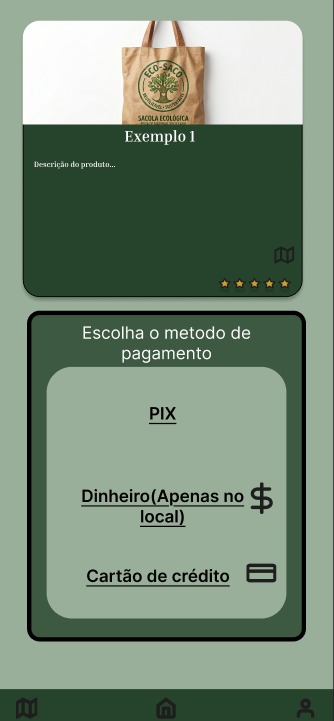 ECO-SACO
SACOLA ECOLÓGICA
Exemplo 1
Descrição do produto...
Escolha o metodo de
pagamento
PIX
Dinheiro(Apenas no
local)
Cartão de crédito